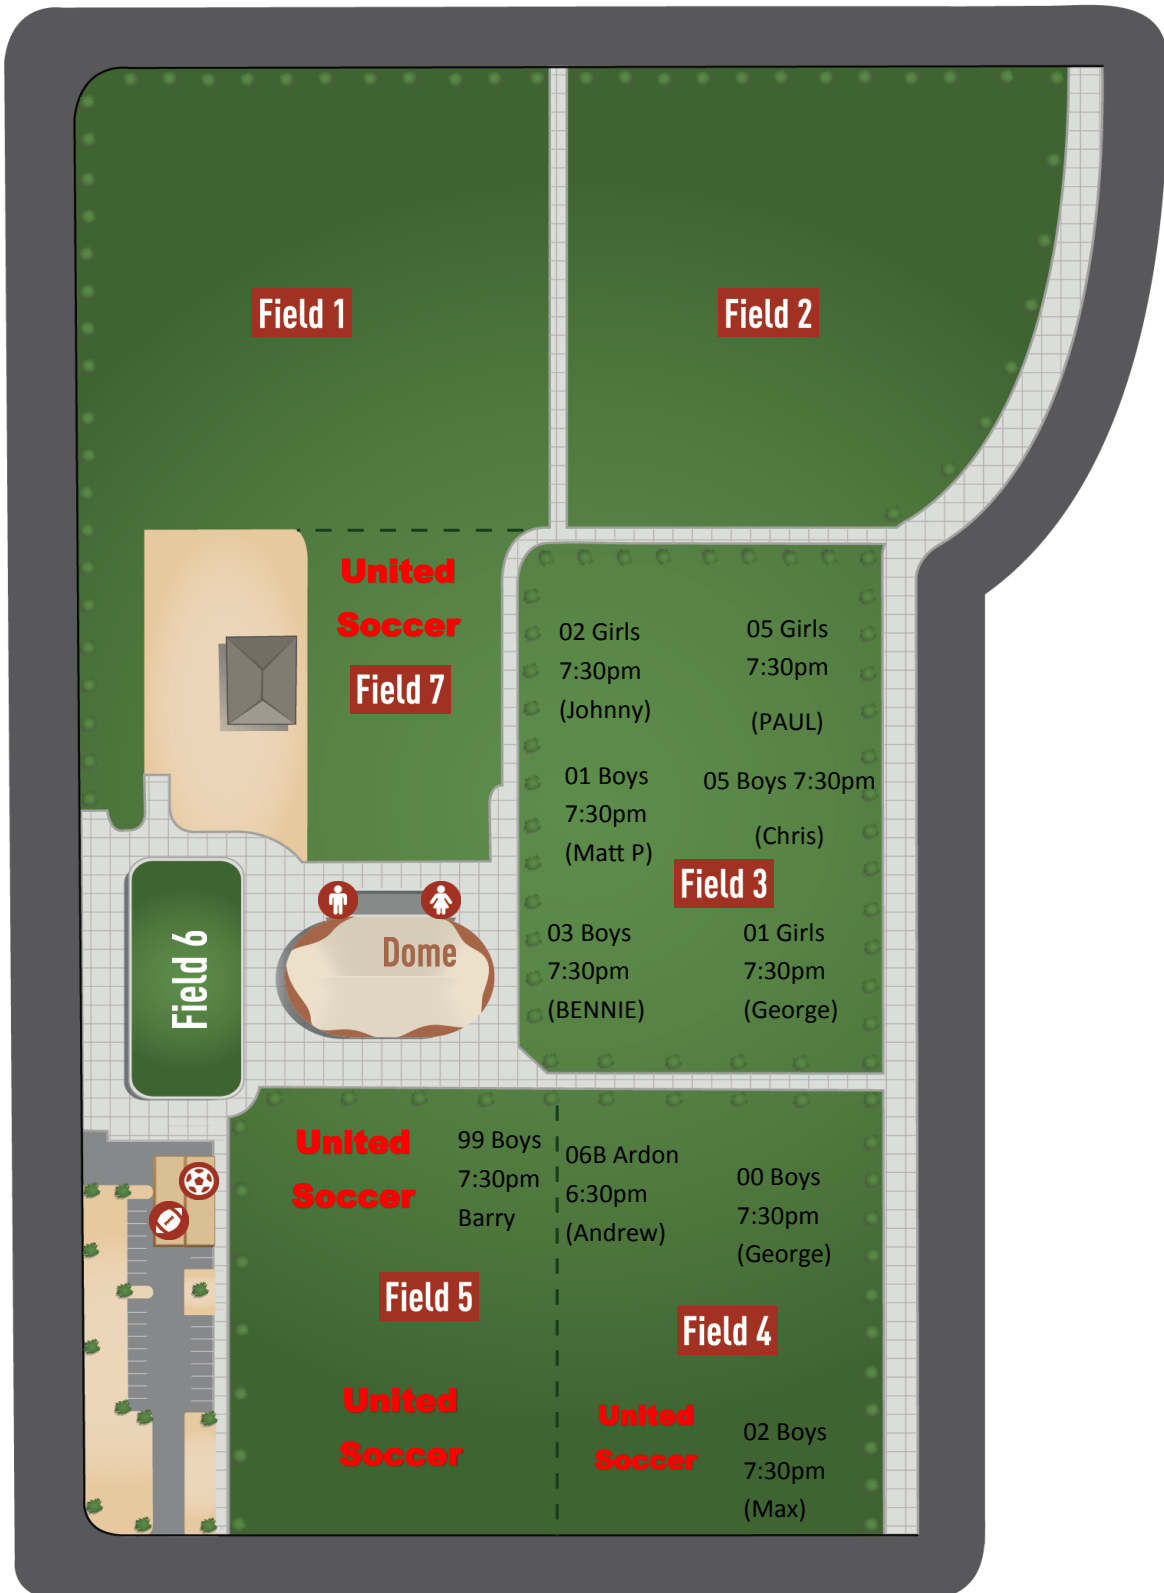 Field 1
Field 2
United
Soccer
Field 7
02 Girls
7:30pm
(Johnny)
05 Girls
7:30pm
(PAUL)
01 Boys
7:30pm
(Matt P)
05 Boys 7:30pm
(Chris)
Field 3
03 Boys
7:30pm
(BENNIE)
01 Girls
7:30pm
(George)
Field 6
Dome
United
Soccer
99 Boys
7:30pm
Barry
06B Ardon
6:30pm
(Andrew)
00 Boys
7:30pm
(George)
Field 5
Field 4
United
Soccer
United
Soccer
02 Boys
7:30pm
(Max)